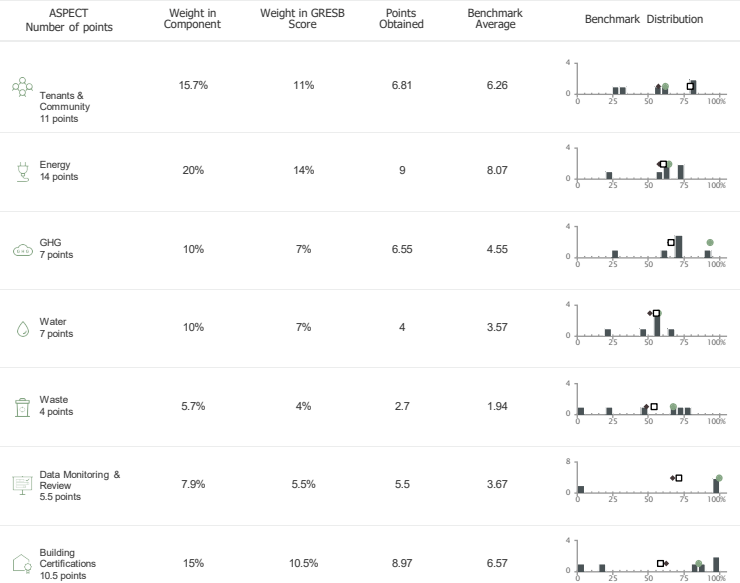 ASPECT
Number of points
Weight in
Component
Weight in GRESB
Score
Points
Obtained
Benchmark
Average
Benchmark Distribution
Tenants &
Community
11 points
15.7%
11%
6.81
6.26
4
0
0 25 50 75 100%
Energy
14 points
20%
14%
9
8.07
4
0
0 25 50 75 100%
GHG
7 points
10%
7%
6.55
4.55
4
0
0 25 50 75 100%
Water
7 points
10%
7%
4
3.57
4
0
0 25 50 75 100%
Waste
4 points
5.7%
4%
2.7
1.94
4
0
0 25 50 75 100%
Data Monitoring &
Review
5.5 points
7.9%
5.5%
5.5
3.67
8
0
0 25 50 75 100%
Building
Certifications
10.5 points
15%
10.5%
8.97
6.57
4
0
0 25 50 75 100%